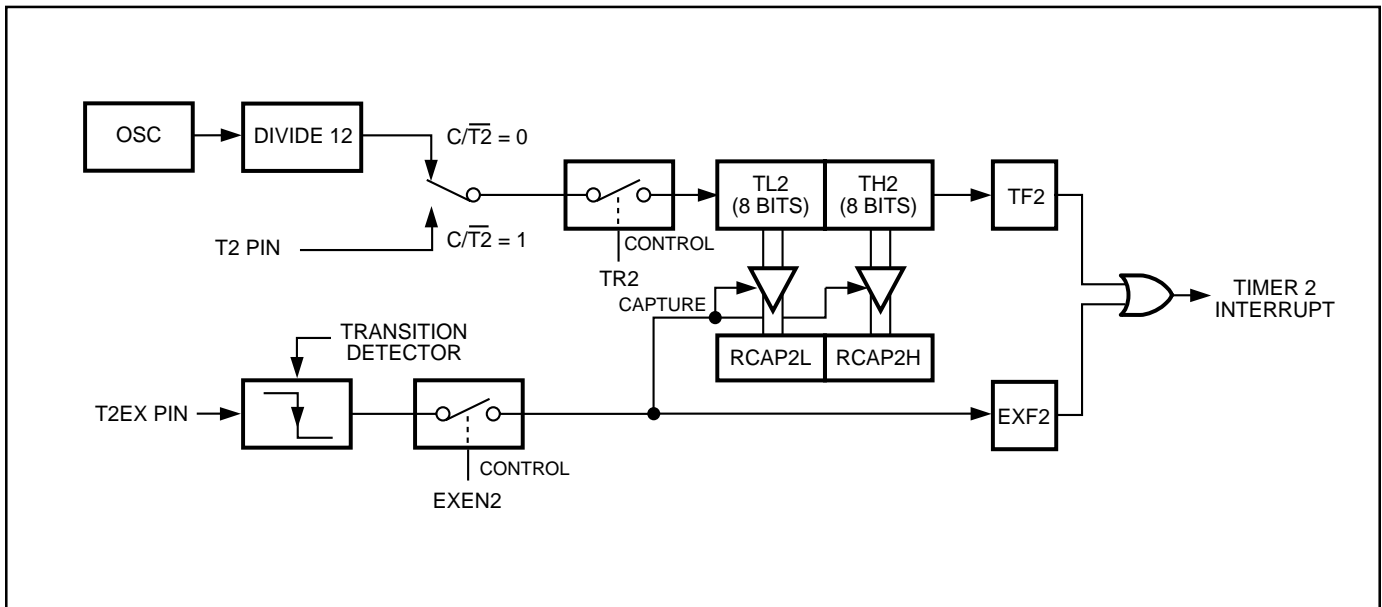 OSC
DIVIDE 12
C/T2̅ = 0
T2 PIN
C/T2̅ = 1
CONTROL
TR2
TL2
(8 BITS)
TH2
(8 BITS)
TF2
CAPTURE
RCAP2L
RCAP2H
TIMER 2
INTERRUPT
TRANSITION
DETECTOR
T2EX PIN
CONTROL
EXEN2
EXF2